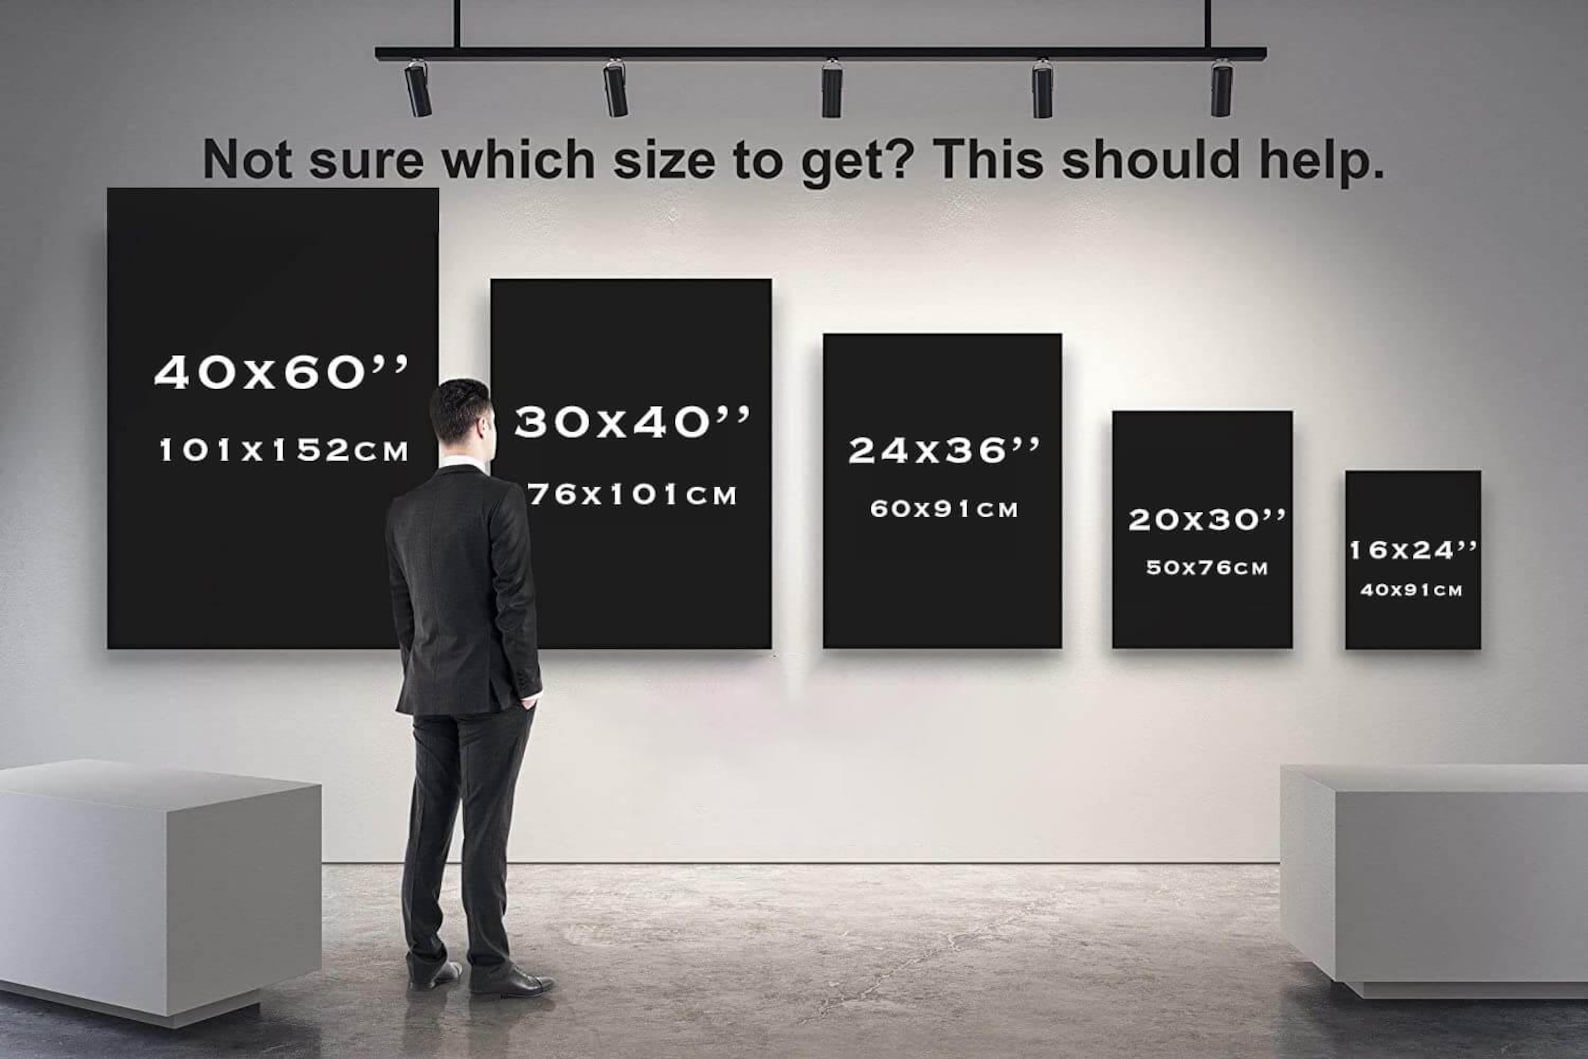 Not sure which size to get? This should help.
40x60’’
101x152cm
30x40’’
76x101cm
24x36’’
60x91cm
20x30’’
50x76cm
16x24’’
40x91cm